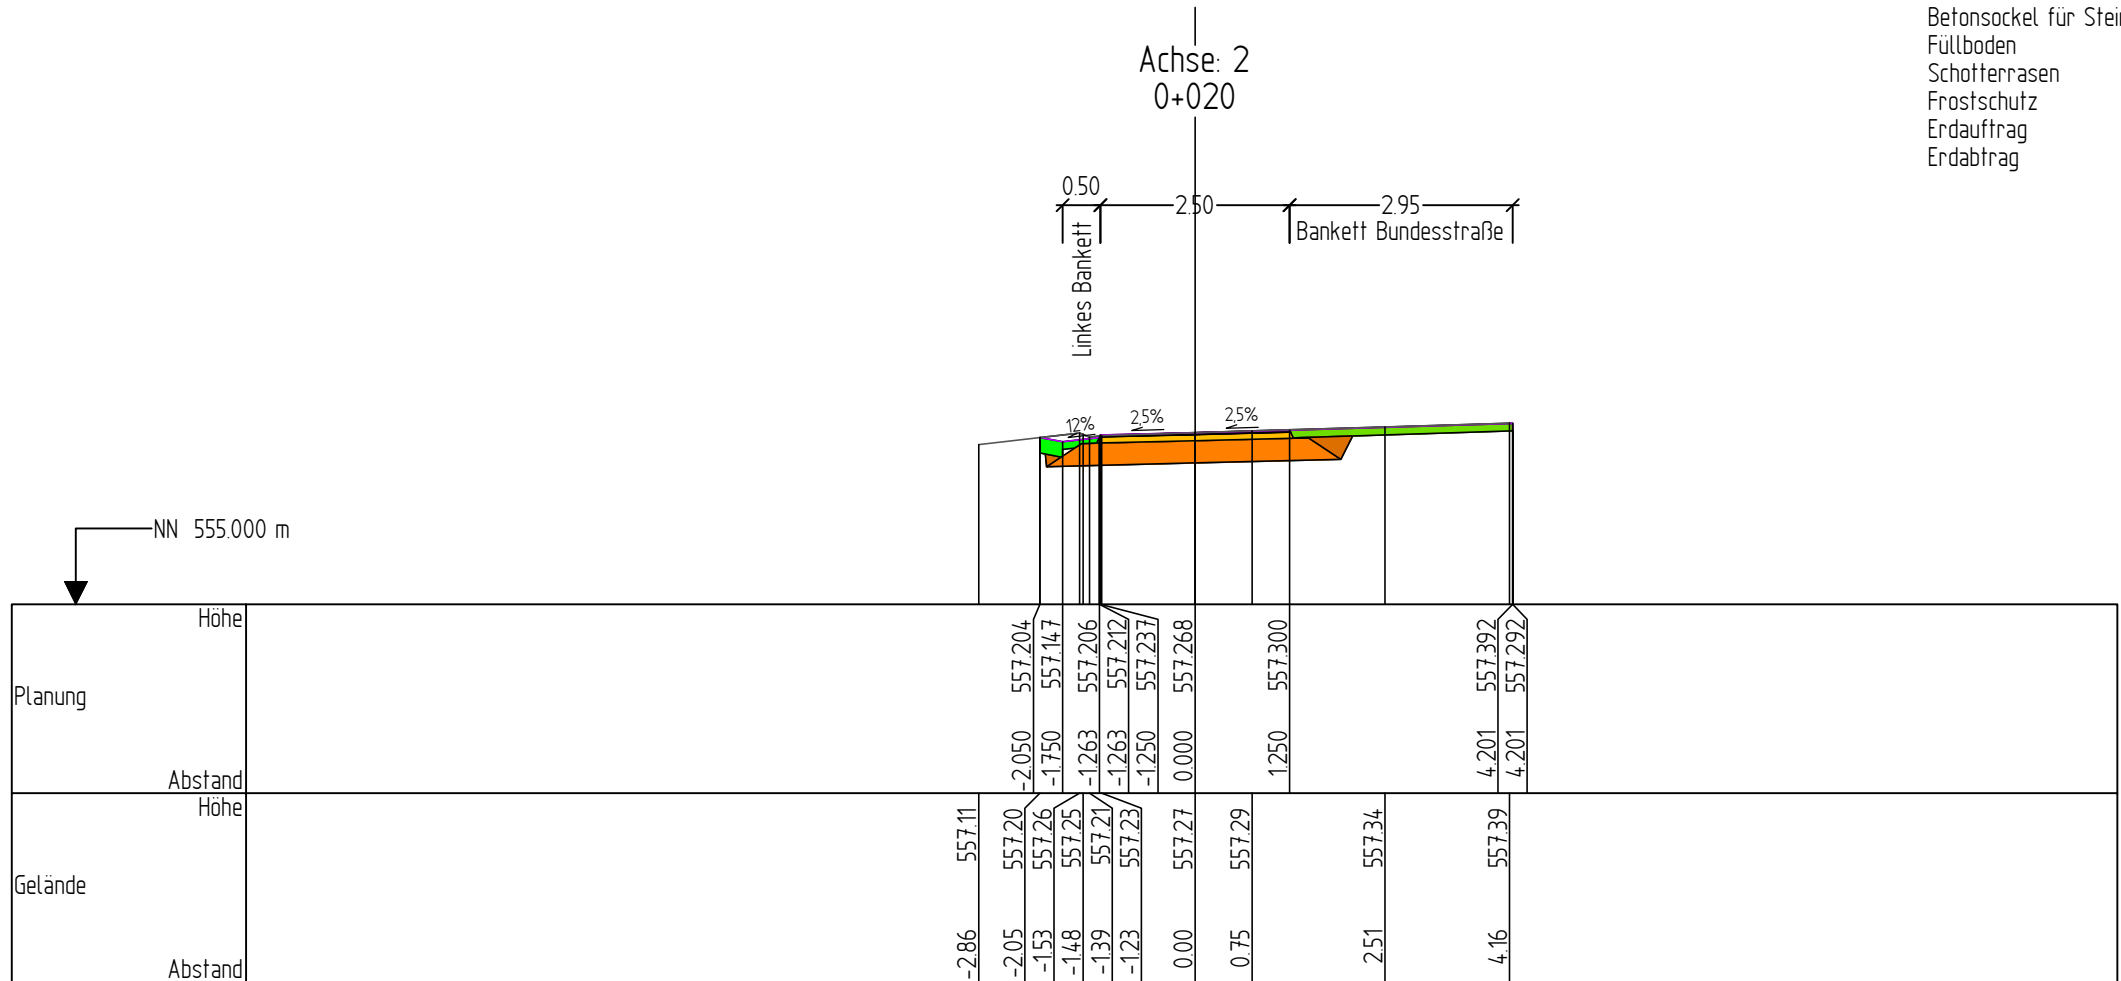 Betonsockel für
Füllboden
Schotterrasen
Frostschutz
Erdauftrag
Erdabtrag
Achse: 2
0+020
0.50
2.50
2.95
Linkes Bankett
Bankett Bundesstraße
12%
2,5%
2,5%
NN 555.000 m
Planung
Höhe
557.204
557.147
557.206
557.212
557.237
557.268
557.300
557.392
557.292
Abstand
-2.050
-1.750
-1.263
-1.263
-1.250
0.000
1.250
4.201
4.201
Gelände
Höhe
557.11
557.20
557.26
557.25
557.21
557.23
557.27
557.29
557.34
557.39
Abstand
-2.86
-2.05
-1.53
-1.48
-1.39
-1.23
0.00
0.75
2.51
4.16